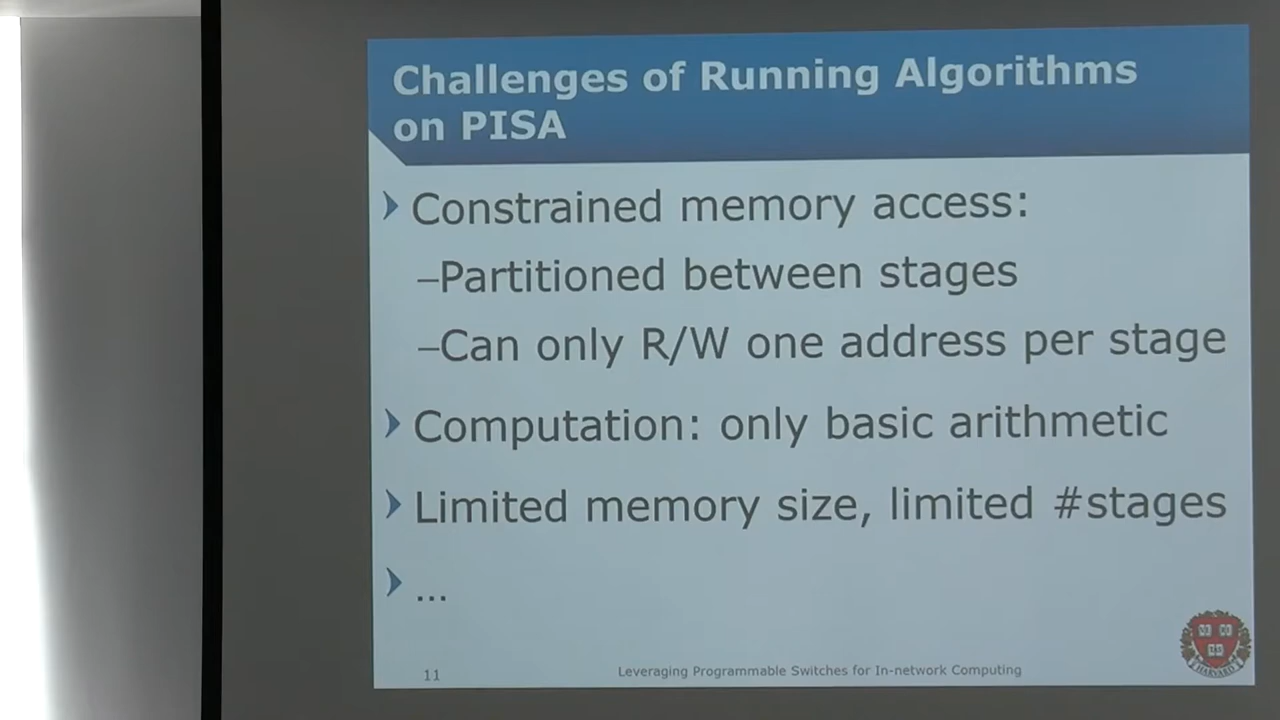 Challenges of Running Algorithms
on PISA
Constrained memory access:
–Partitioned between stages
–Can only R/W one address per stage
Computation: only basic arithmetic
Limited memory size, limited #stages
...
11
Leveraging Programmable Switches for In-network Computing
HARVARD